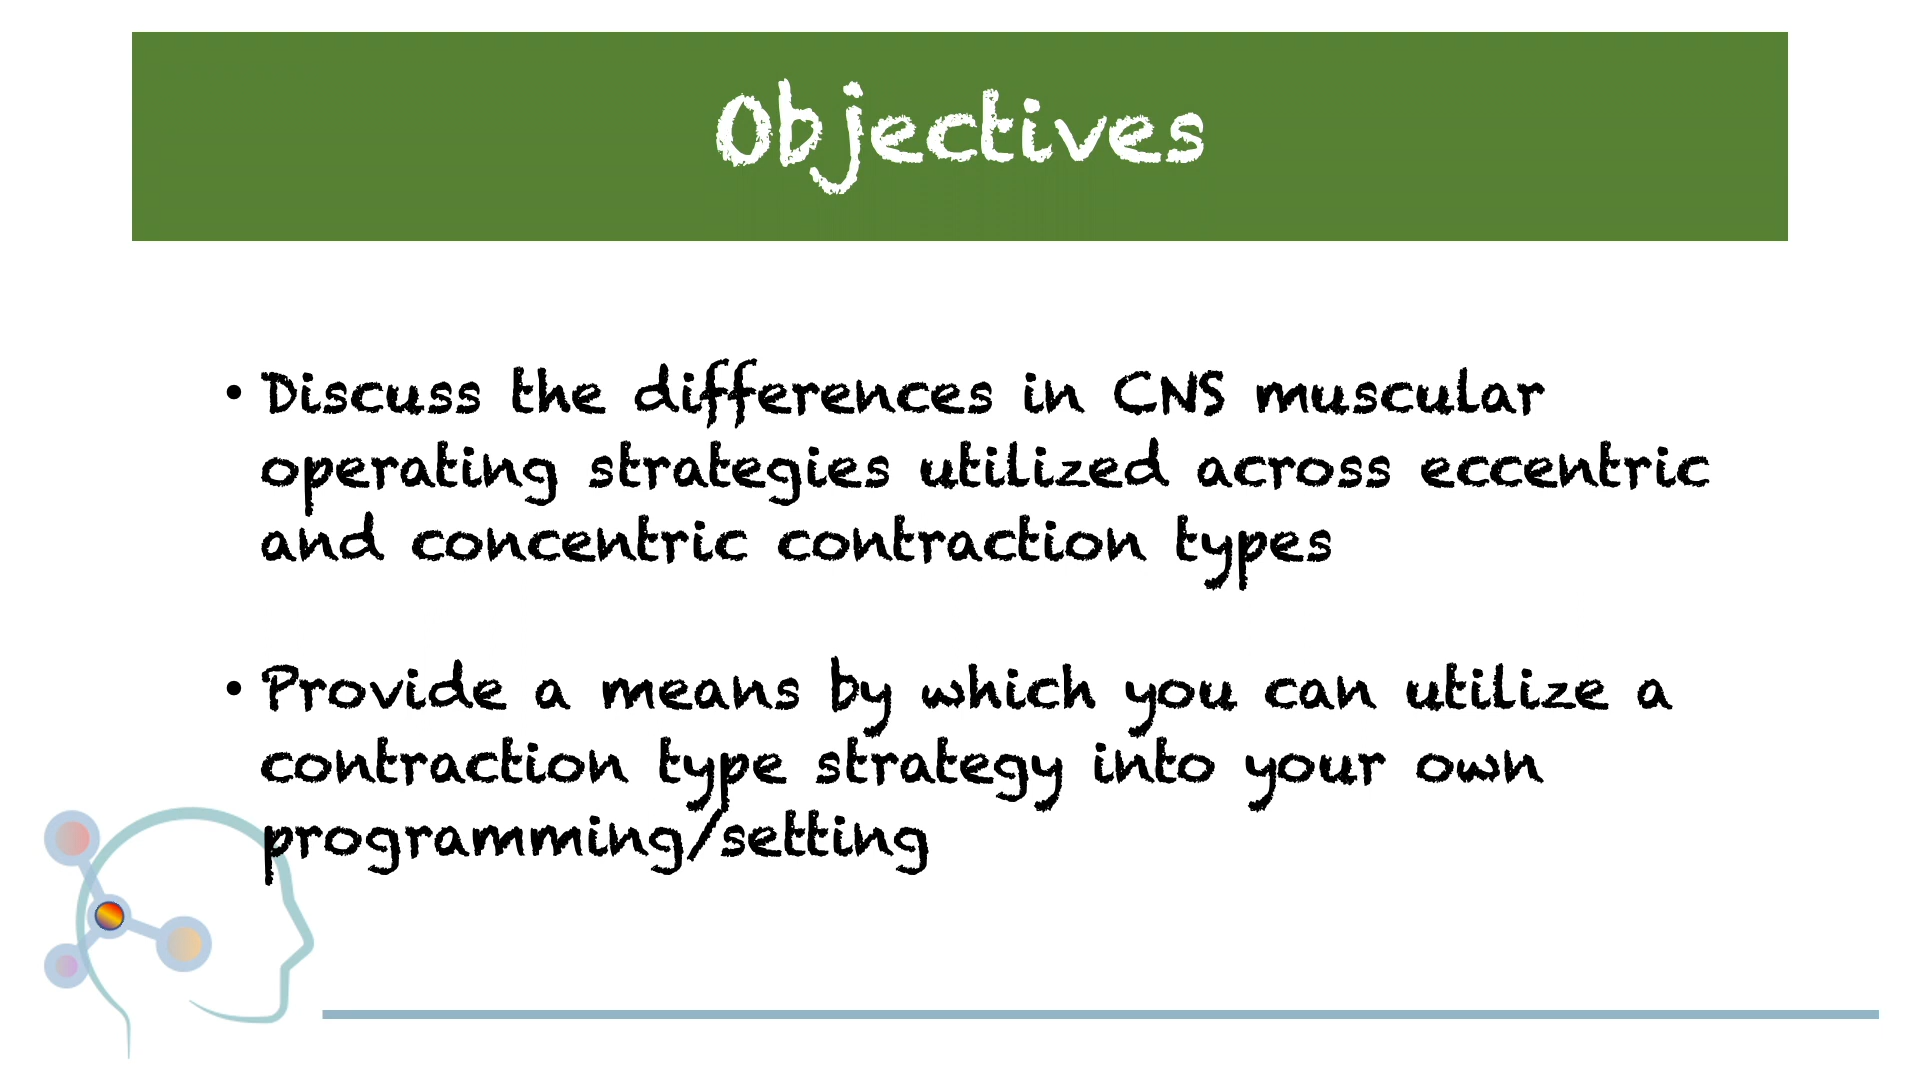 Objectives
• Discuss the differences in CNS muscular
operating strategies utilized across eccentric
and concentric contraction types
• Provide a means by which you can utilize a
contraction type strategy into your own
programming/setting